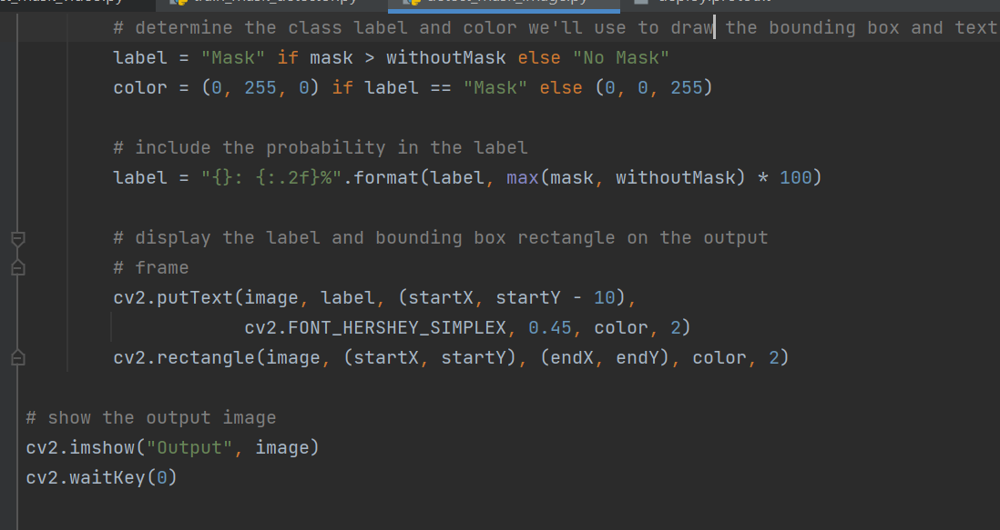 # determine the class label and color we'll use to draw the bounding box and text
label = "Mask" if mask > withoutMask else "No Mask"
color = (0, 255, 0) if label == "Mask" else (0, 0, 255)
# include the probability in the label
label = "{}: {:.2f}%".format(label, max(mask, withoutMask) * 100)
# display the label and bounding box rectangle on the output
# frame
cv2.putText(image, label, (startX, startY - 10),
cv2.FONT_HERSHEY_SIMPLEX, 0.45, color, 2)
cv2.rectangle(image, (startX, startY), (endX, endY), color, 2)
# show the output image
cv2.imshow("Output", image)
cv2.waitKey(0)